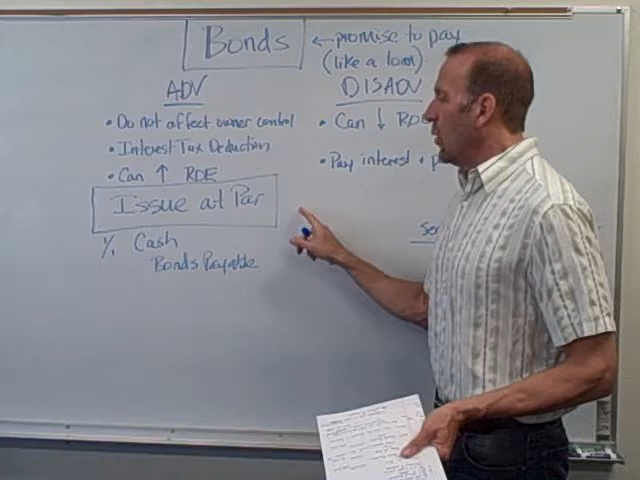 Bonds
← promise to pay
(like a loan)
ADV
• Do not affect owner control
• Interest Tax Deduction
• Can ↑ ROE
DISADV
• Can ↓ ROE
• Pay interest +
Issue at Par
Cash
Bonds Payable